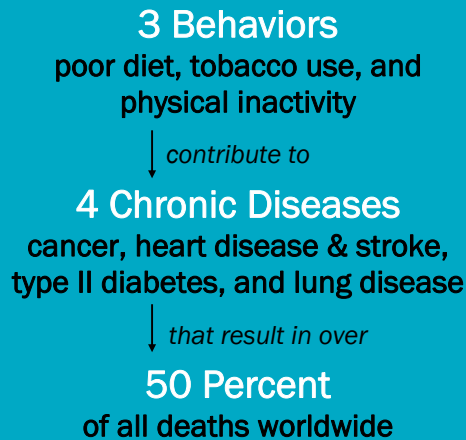 3 Behaviors
poor diet, tobacco use, and
physical inactivity
contribute to
4 Chronic Diseases
cancer, heart disease & stroke,
type II diabetes, and lung disease
that result in over
50 Percent
of all deaths worldwide